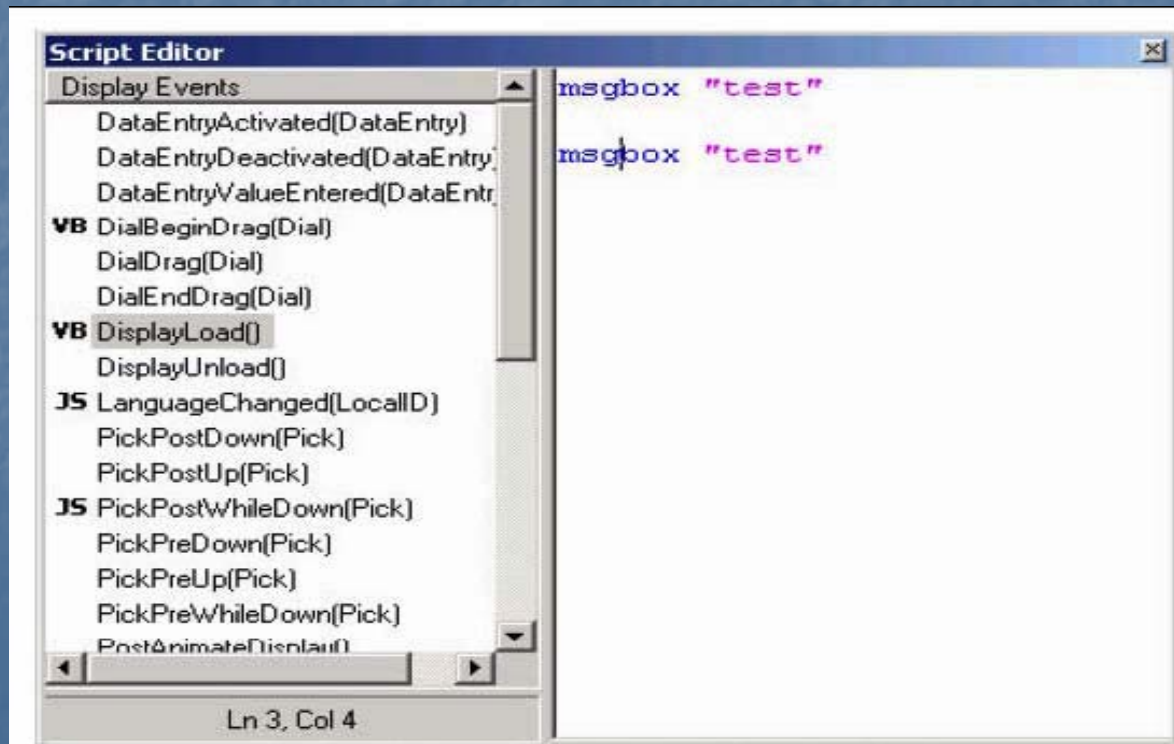 Script Editor
Display Events
DataEntryActivated(DataEntry)
DataEntryDeactivated(DataEntry)
DataEntryValueEntered(DataEntr
VB DialBeginDrag(Dial)
DialDrag(Dial)
DialEndDrag(Dial)
VB DisplayLoad()
DisplayUnload()
JS LanguageChanged(LocalID)
PickPostDown(Pick)
PickPostUp(Pick)
JS PickPostWhileDown(Pick)
PickPreDown(Pick)
PickPreUp(Pick)
PickPreWhileDown(Pick)
PostAnimateDisplay()
Ln 3, Col 4
msgbox "test"
msgbox "test"